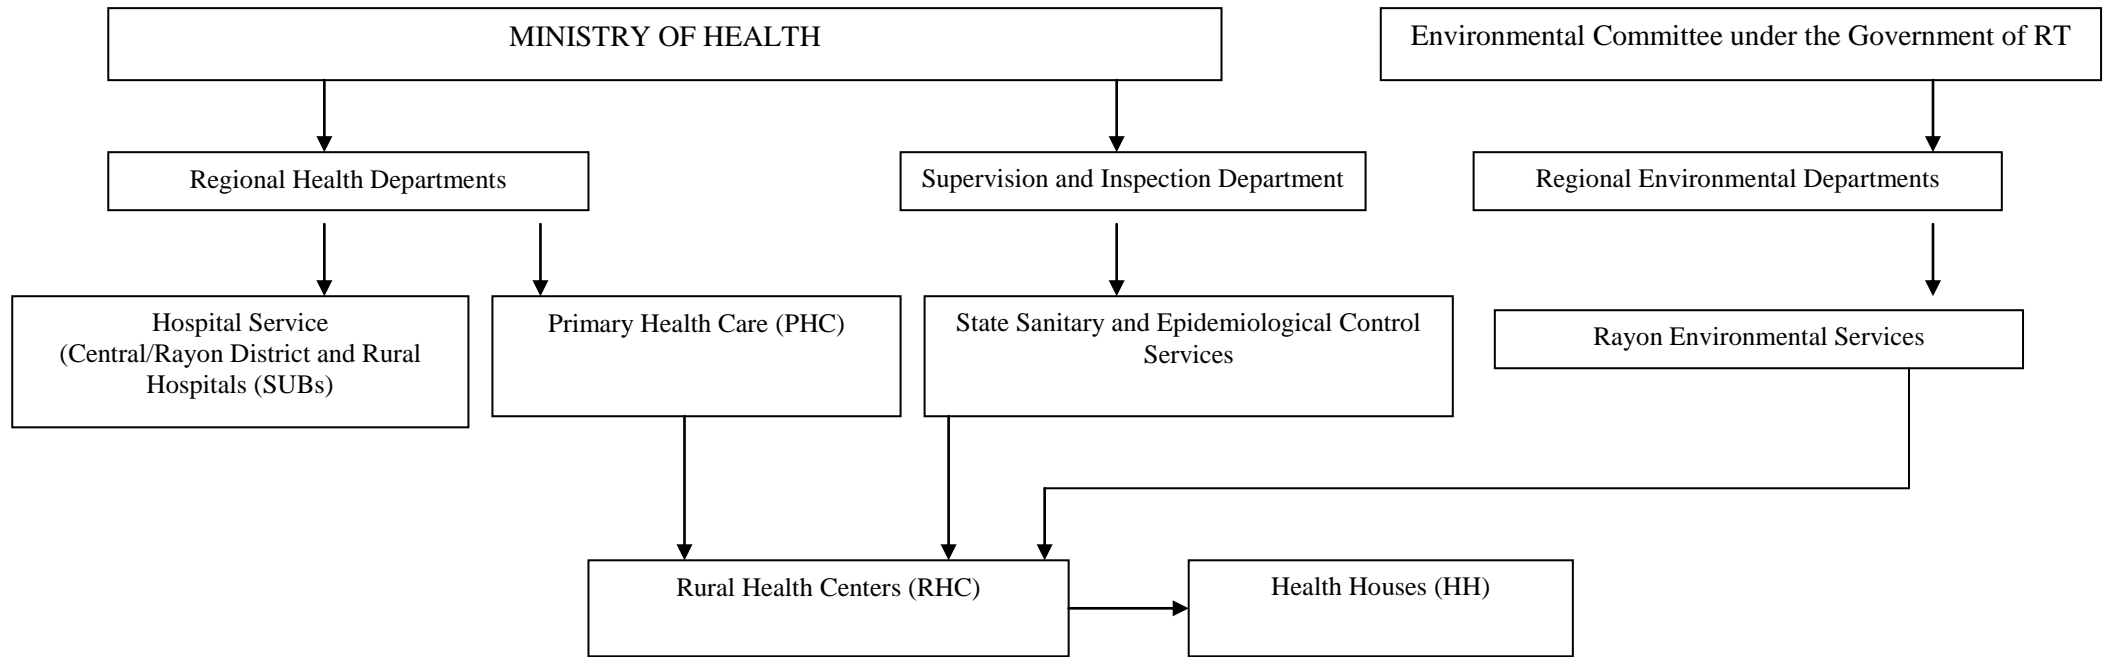 MINISTRY OF HEALTH
Environmental Committee under the Government of RT
Regional Health Departments
Supervision and Inspection Department
Regional Environmental Departments
Hospital Service
(Central/Rayon District and Rural
Hospitals (SUBs)
Primary Health Care (PHC)
State Sanitary and Epidemiological Control
Services
Rayon Environmental Services
Rural Health Centers (RHC)
Health Houses (HH)